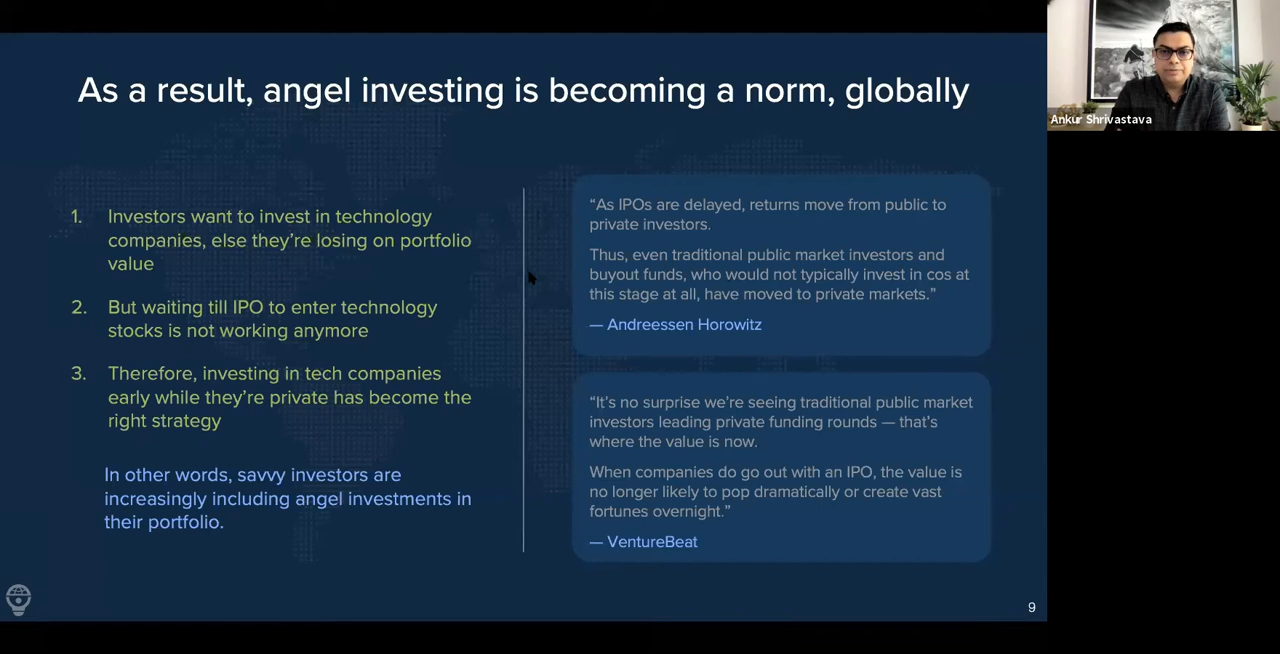 As a result, angel investing is becoming a norm, globally
1. Investors want to invest in technology
companies, else they're losing on portfolio
value
2. But waiting till IPO to enter technology
stocks is not working anymore
3. Therefore, investing in tech companies
early while they're private has become the
right strategy
In other words, savvy investors are
increasingly including angel investments in
their portfolio.
“As IPOs are delayed, returns move from public to
private investors.
Thus, even traditional public market investors and
buyout funds, who would not typically invest in cos at
this stage at all, have moved to private markets.”
— Andreessen Horowitz
“It's no surprise we're seeing traditional public market
investors leading private funding rounds — that's
where the value is now.
When companies do go out with an IPO, the value is
no longer likely to pop dramatically or create vast
fortunes overnight.”
— VentureBeat
9
Ankur Shrivastava